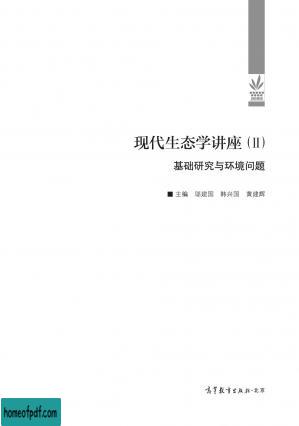 现代生态学讲座(Ⅱ)
基础研究与环境问题
■ 主编 邬建国 韩兴国 黄建辉
高等教育出版社·北京
homeofpdf.com